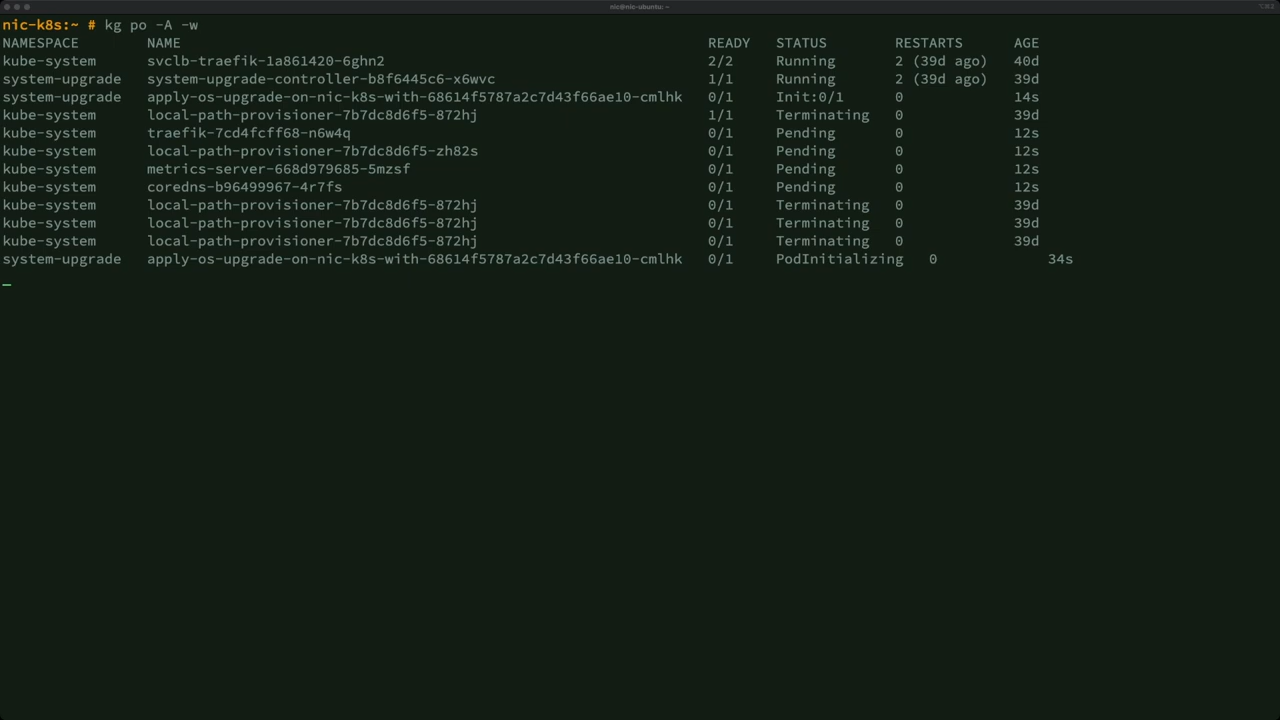 nic@nic-ubuntu: ~
nic-k8s:~ # kg po -A -w
NAMESPACE NAME READY STATUS RESTARTS AGE
kube-system svclb-traefik-1a861420-6ghn2 2/2 Running 2 (39d ago) 40d
system-upgrade system-upgrade-controller-b8f6445c6-x6wvc 1/1 Running 2 (39d ago) 39d
system-upgrade apply-os-upgrade-on-nic-k8s-with-68614f5787a2c7d43f66ae10-cmlhk 0/1 Init:0/1 0 14s
kube-system local-path-provisioner-7b7dc8d6f5-872hj 1/1 Terminating 0 39d
kube-system traefik-7cd4fcff68-n6w4q 0/1 Pending 0 12s
kube-system local-path-provisioner-7b7dc8d6f5-zh82s 0/1 Pending 0 12s
kube-system metrics-server-668d979685-5mzsf 0/1 Pending 0 12s
kube-system coredns-b96499967-4r7fs 0/1 Pending 0 12s
kube-system local-path-provisioner-7b7dc8d6f5-872hj 0/1 Terminating 0 39d
kube-system local-path-provisioner-7b7dc8d6f5-872hj 0/1 Terminating 0 39d
kube-system local-path-provisioner-7b7dc8d6f5-872hj 0/1 Terminating 0 39d
system-upgrade apply-os-upgrade-on-nic-k8s-with-68614f5787a2c7d43f66ae10-cmlhk 0/1 PodInitializing 0 34s